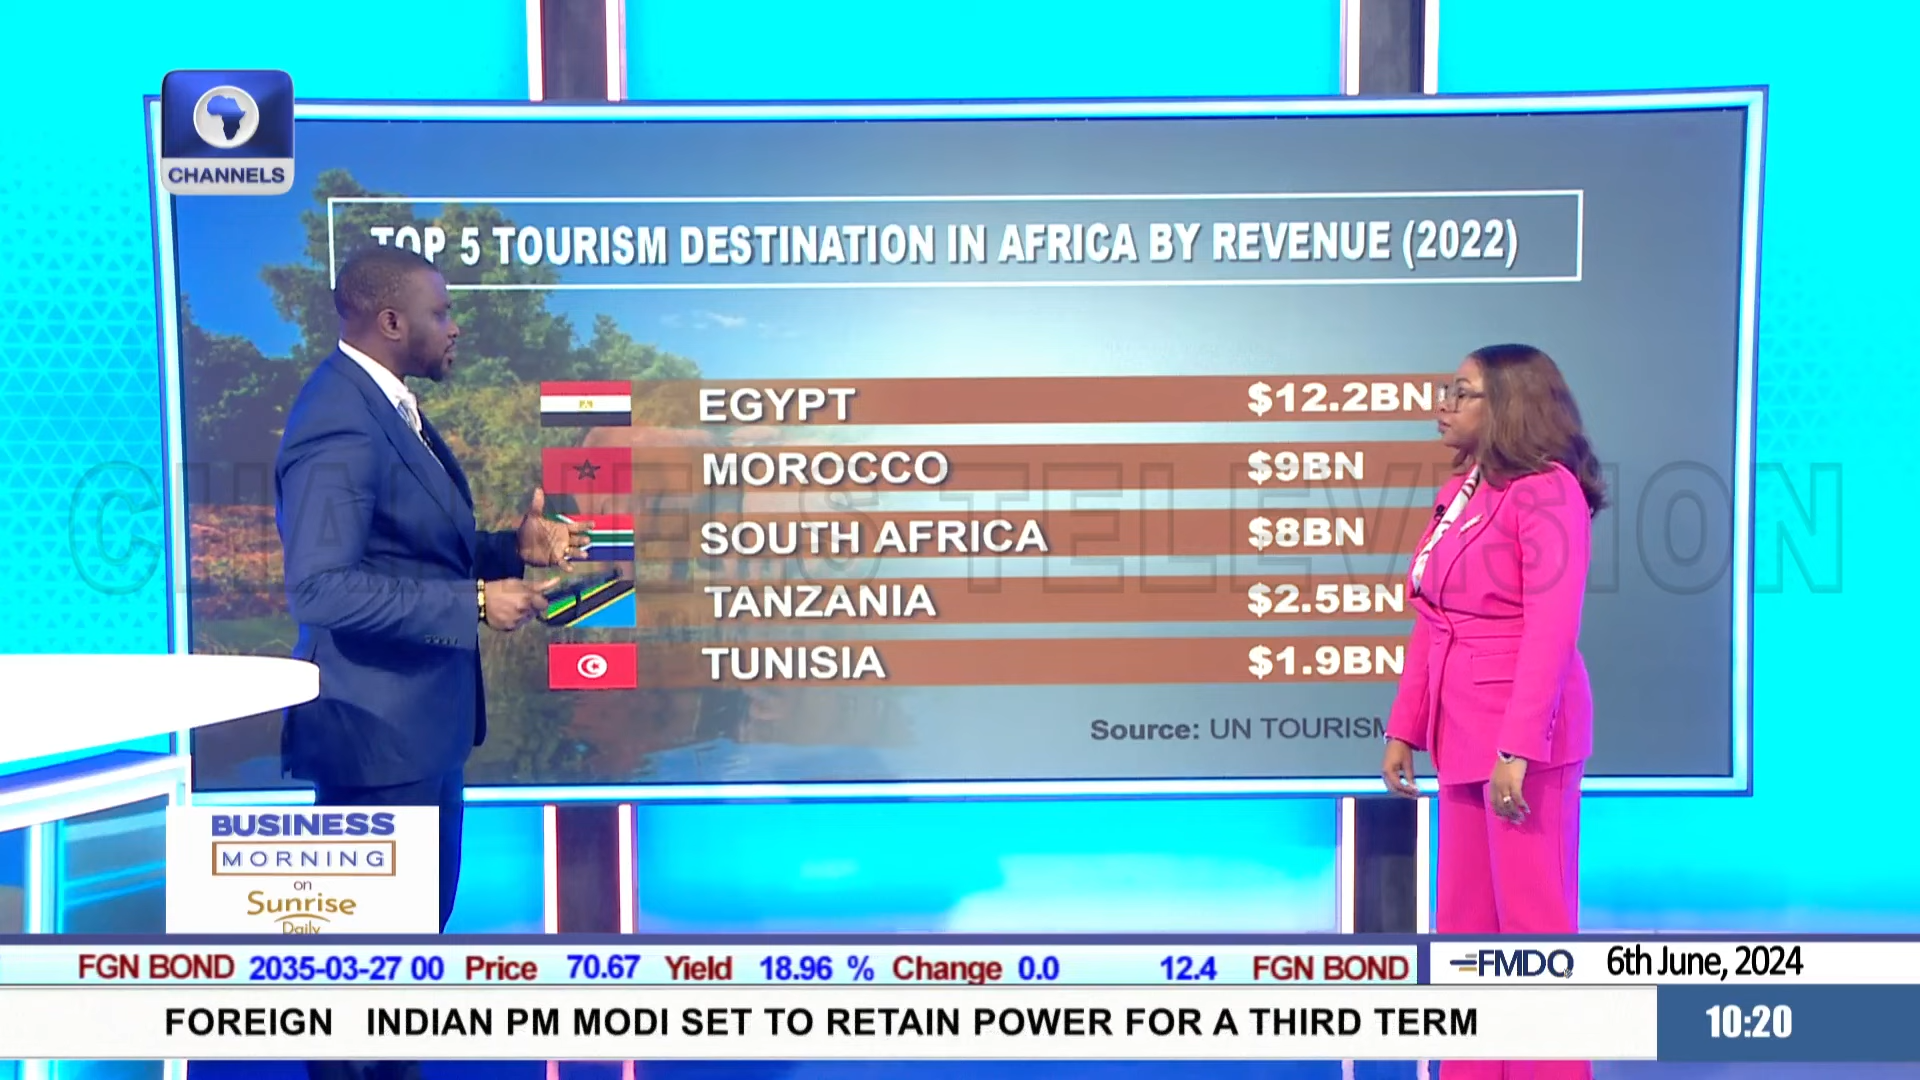 CHANNELS
TOP 5 TOURISM DESTINATION IN AFRICA BY REVENUE (2022)
EGYPT $12.2BN
MOROCCO $9BN
SOUTH AFRICA $8BN
TANZANIA $2.5BN
TUNISIA $1.9BN
CHANNELS TELEVISION
Source: UN TOURISM
BUSINESS
MORNING
on
Sunrise
Daily
FGN BOND 2035-03-27 00 Price 70.67 Yield 18.96 % Change 0.0 12.4 FGN BOND
FMDQ 6th June, 2024
FOREIGN INDIAN PM MODI SET TO RETAIN POWER FOR A THIRD TERM
10:20